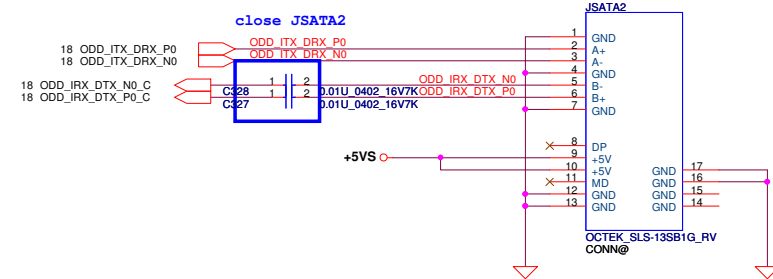 JSATA2
close JSATA2
1 GND
18 ODD_ITX_DRX_P0 ODD_ITX_DRX_P0 2 A+
18 ODD_ITX_DRX_N0 ODD_ITX_DRX_N0 3 A-
4 GND
18 ODD_IRX_DTX_N0_C 1 2 ODD_IRX_DTX_N0 5 B-
C328 0.01U_0402_16V7K
18 ODD_IRX_DTX_P0_C 1 2 ODD_IRX_DTX_P0 6 B+
C327 0.01U_0402_16V7K
7 GND
8 DP
+5VS 9 +5V
10 +5V GND 17
11 MD GND 16
12 GND GND 15
13 GND GND 14
OCTEK_SLS-13SB1G_RV
CONN@